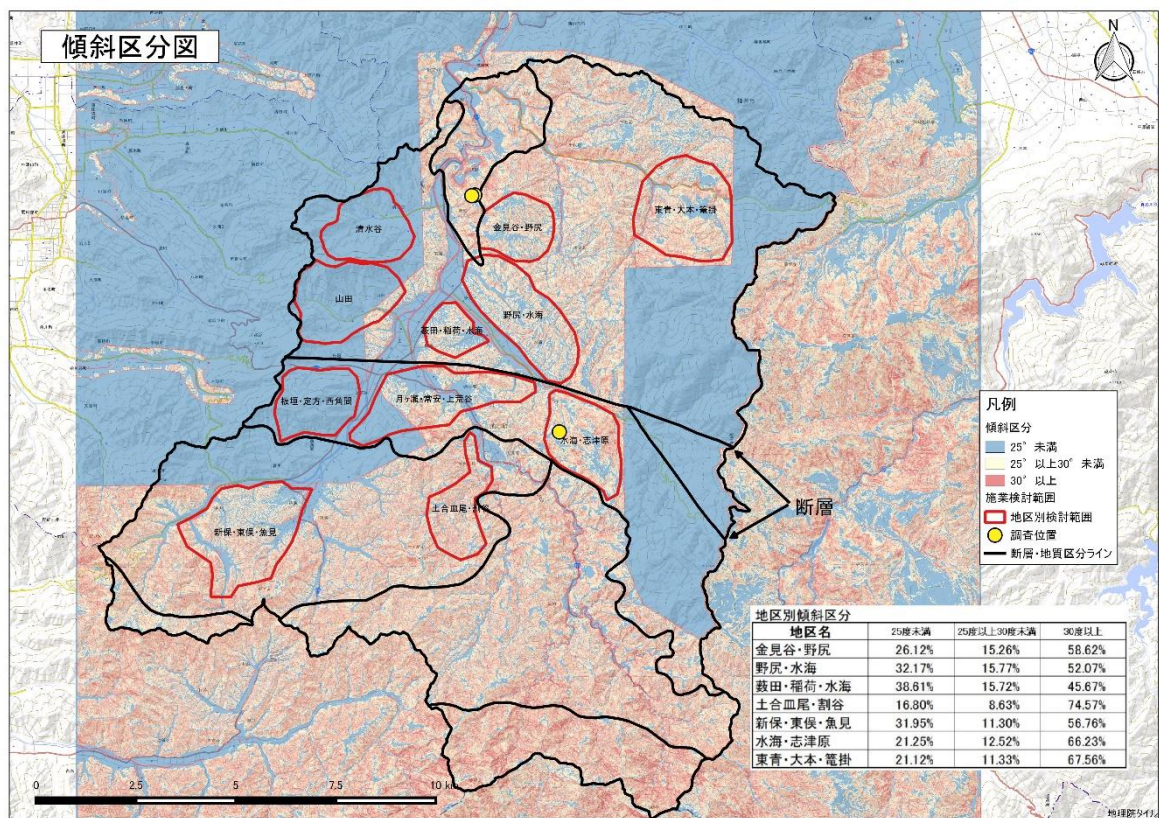 傾斜区分図
N
清水谷
金見谷・野尻
東青・大本・篭掛
山田
野尻・水海
薮田・稲荷・水海
板垣・定方・西角間
月ヶ瀬・常安・上荒谷
水海・志津原
土合皿尾・割谷
新保・東俣・魚見
断層
凡例
傾斜区分
25° 未満
25° 以上30° 未満
30° 以上
施業検討範囲
地区別検討範囲
調査位置
断層・地質区分ライン
地区別傾斜区分
地区名 25度未満 25度以上30度未満 30度以上
金見谷・野尻 26.12% 15.26% 58.62%
野尻・水海 32.17% 15.77% 52.07%
薮田・稲荷・水海 38.61% 15.72% 45.67%
土合皿尾・割谷 16.80% 8.63% 74.57%
新保・東俣・魚見 31.95% 11.30% 56.76%
水海・志津原 21.25% 12.52% 66.23%
東青・大本・篭掛 21.12% 11.33% 67.56%
0 2.5 5 7.5 10 km
地理院タイル